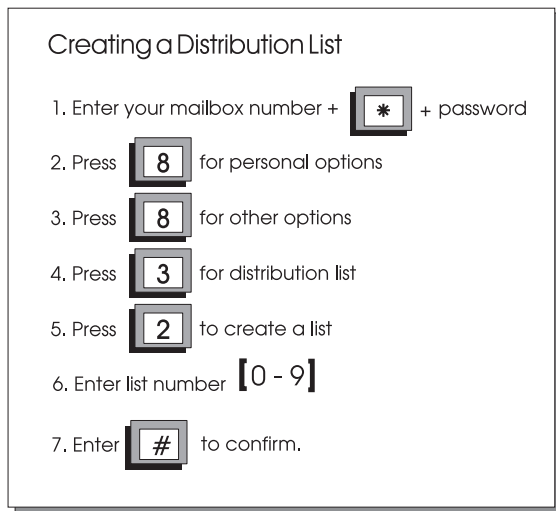 Creating a Distribution List
1. Enter your mailbox number + * + password
2. Press 8 for personal options
3. Press 8 for other options
4. Press 3 for distribution list
5. Press 2 to create a list
6. Enter list number [0 - 9]
7. Enter # to confirm.